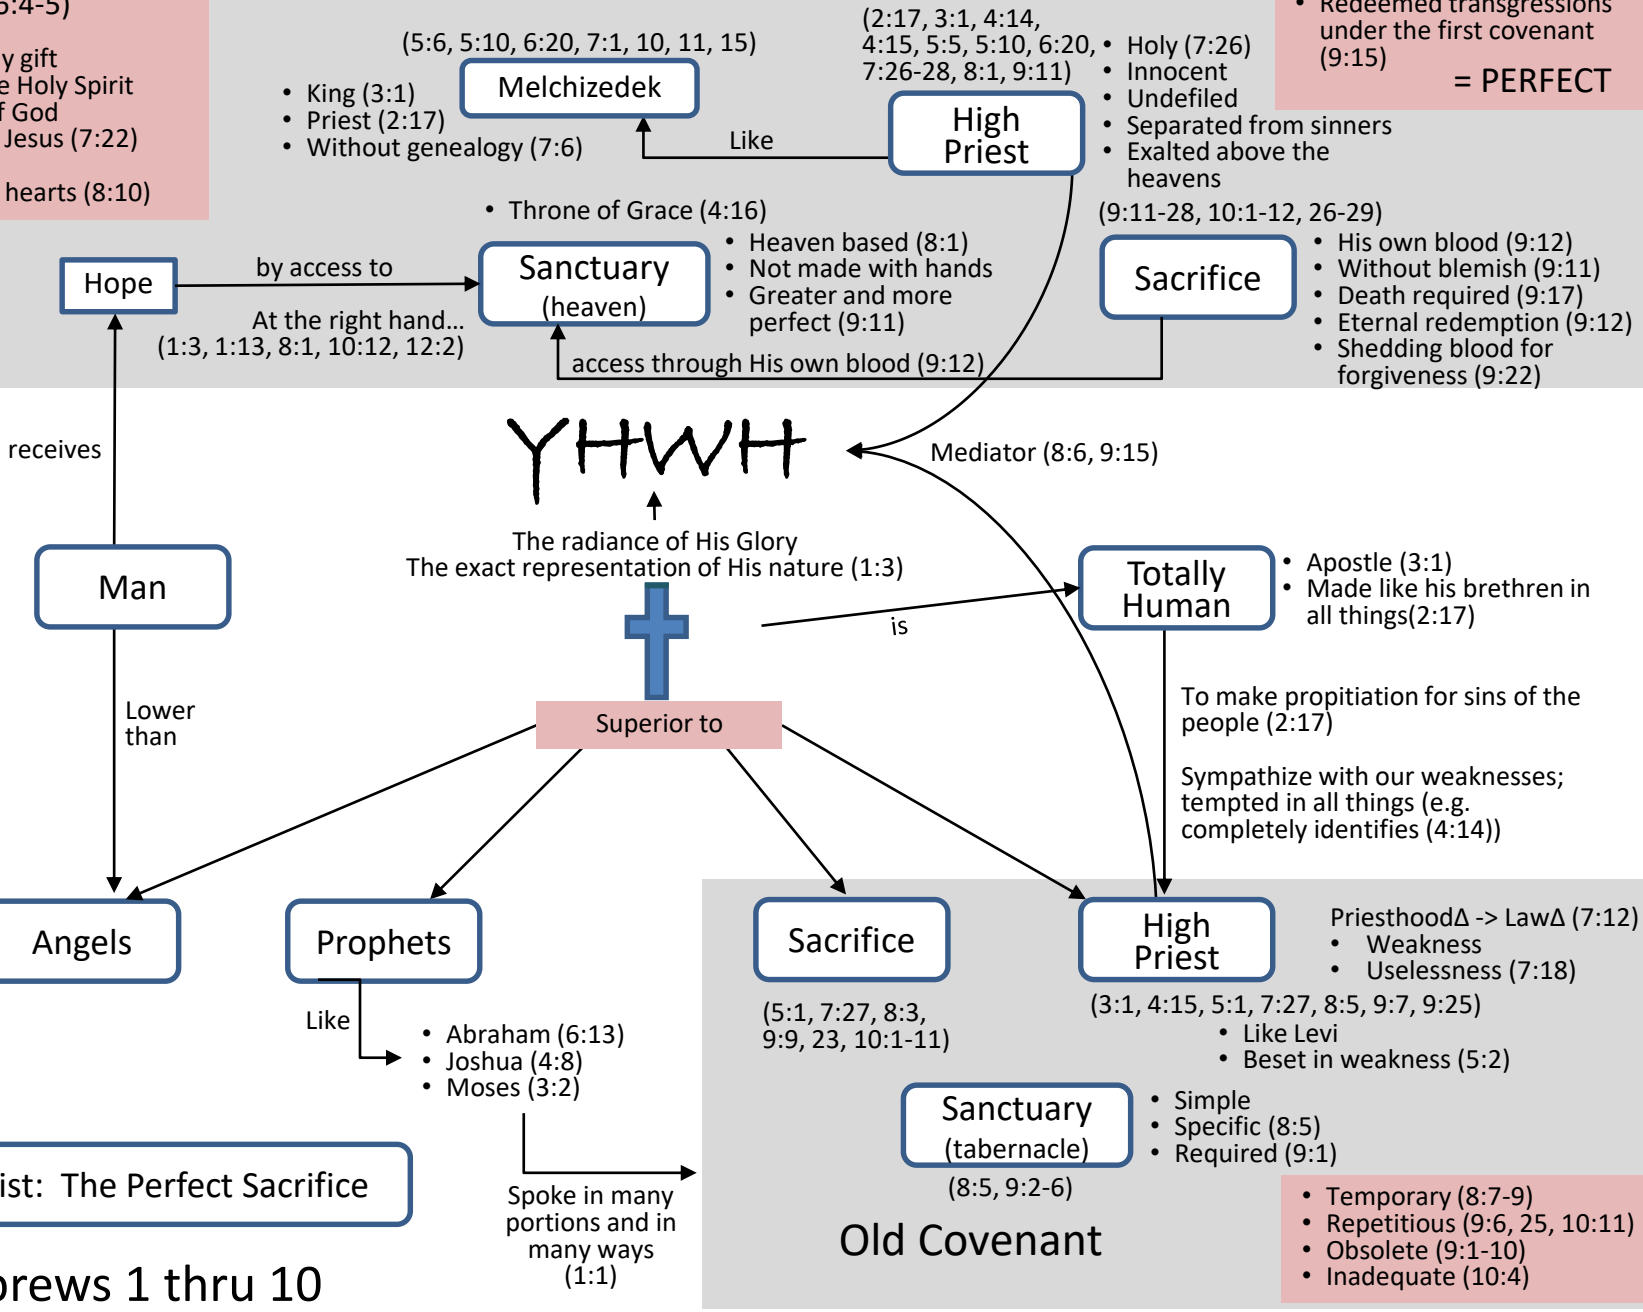 5:4-5)
y gift
e Holy Spirit
f God
Jesus (7:22)
hearts (8:10)
(5:6, 5:10, 6:20, 7:1, 10, 11, 15)
Melchizedek
• King (3:1)
• Priest (2:17)
• Without genealogy (7:6)
Like
(2:17, 3:1, 4:14,
4:15, 5:5, 5:10, 6:20,
7:26-28, 8:1, 9:11)
High
Priest
• Holy (7:26)
• Innocent
• Undefiled
• Separated from sinners
• Exalted above the
heavens
• Redeemed transgressions
under the first covenant
(9:15)
= PERFECT
• Throne of Grace (4:16)
Hope
by access to
Sanctuary
(heaven)
• Heaven based (8:1)
• Not made with hands
• Greater and more
perfect (9:11)
At the right hand...
(1:3, 1:13, 8:1, 10:12, 12:2)
(9:11-28, 10:1-12, 26-29)
Sacrifice
• His own blood (9:12)
• Without blemish (9:11)
• Death required (9:17)
• Eternal redemption (9:12)
• Shedding blood for
forgiveness (9:22)
access through His own blood (9:12)
receives
YHWH
Mediator (8:6, 9:15)
The radiance of His Glory
The exact representation of His nature (1:3)
Man
is
Totally
Human
• Apostle (3:1)
• Made like his brethren in
all things(2:17)
Lower
than
Superior to
To make propitiation for sins of the
people (2:17)
Sympathize with our weaknesses;
tempted in all things (e.g.
completely identifies (4:14))
Angels
Prophets
Like
• Abraham (6:13)
• Joshua (4:8)
• Moses (3:2)
Sacrifice
(5:1, 7:27, 8:3,
9:9, 23, 10:1-11)
High
Priest
PriesthoodΔ -> LawΔ (7:12)
• Weakness
• Uselessness (7:18)
(3:1, 4:15, 5:1, 7:27, 8:5, 9:7, 9:25)
• Like Levi
• Beset in weakness (5:2)
Sanctuary
(tabernacle)
• Simple
• Specific (8:5)
• Required (9:1)
(8:5, 9:2-6)
ist: The Perfect Sacrifice
Spoke in many
portions and in
many ways
(1:1)
Old Covenant
• Temporary (8:7-9)
• Repetitious (9:6, 25, 10:11)
• Obsolete (9:1-10)
• Inadequate (10:4)
brews 1 thru 10